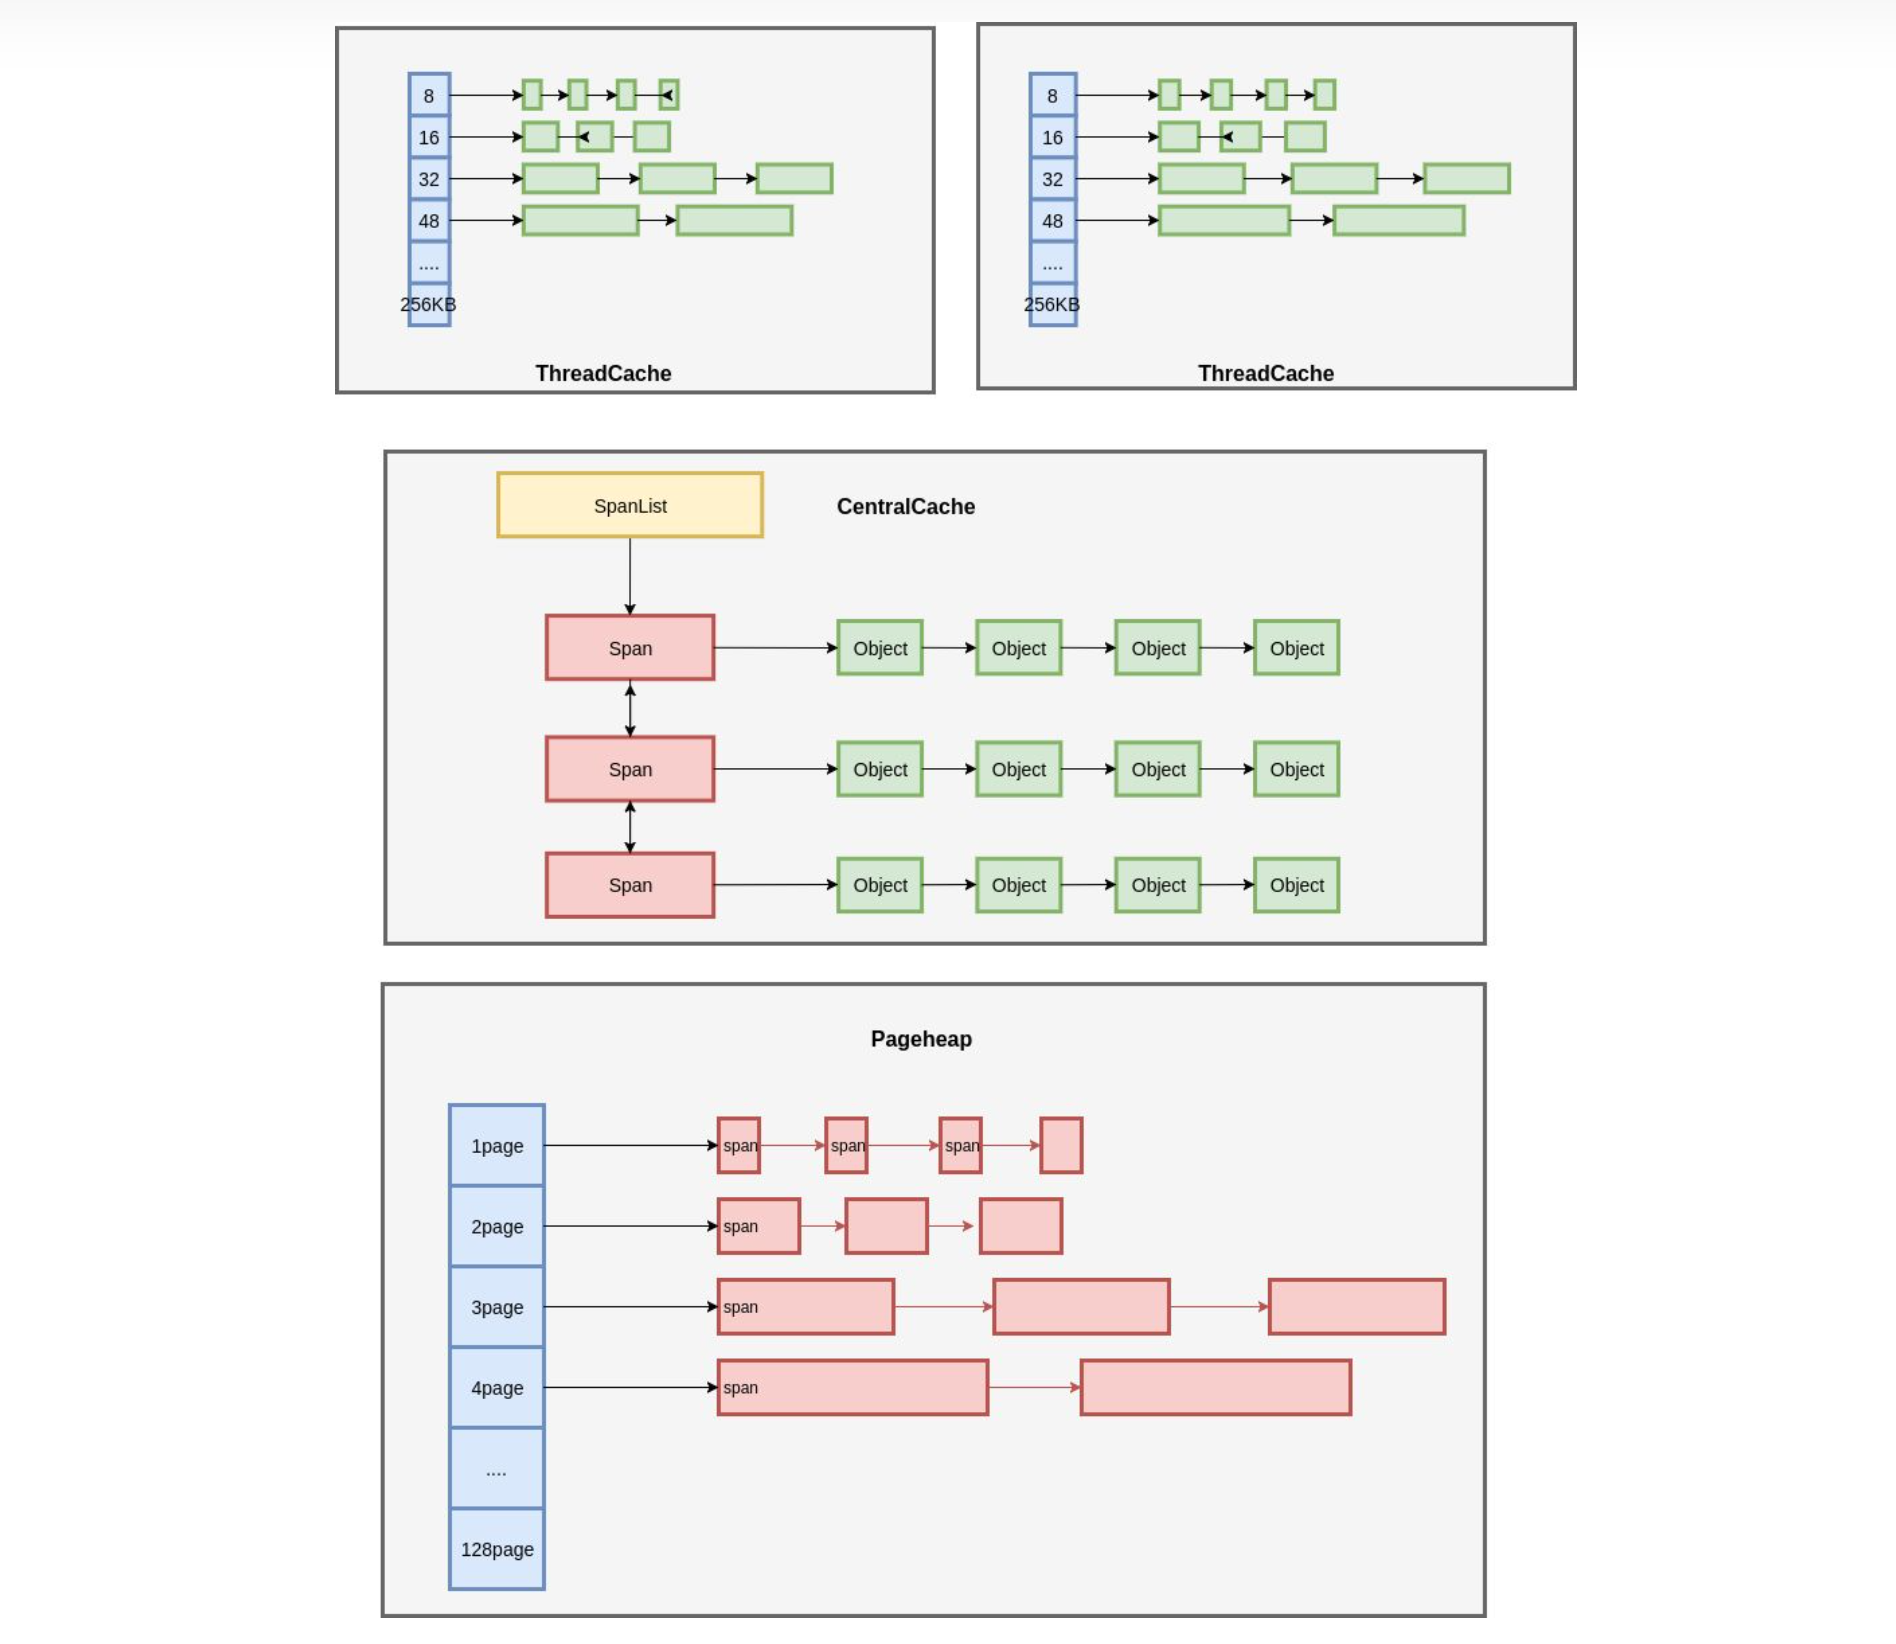 8
16
32
48
....
256KB
ThreadCache
8
16
32
48
....
256KB
ThreadCache
SpanList
CentralCache
Span
Object
Object
Object
Object
Span
Object
Object
Object
Object
Span
Object
Object
Object
Object
Pageheap
1page
span
span
span
2page
span
3page
span
4page
span
....
128page